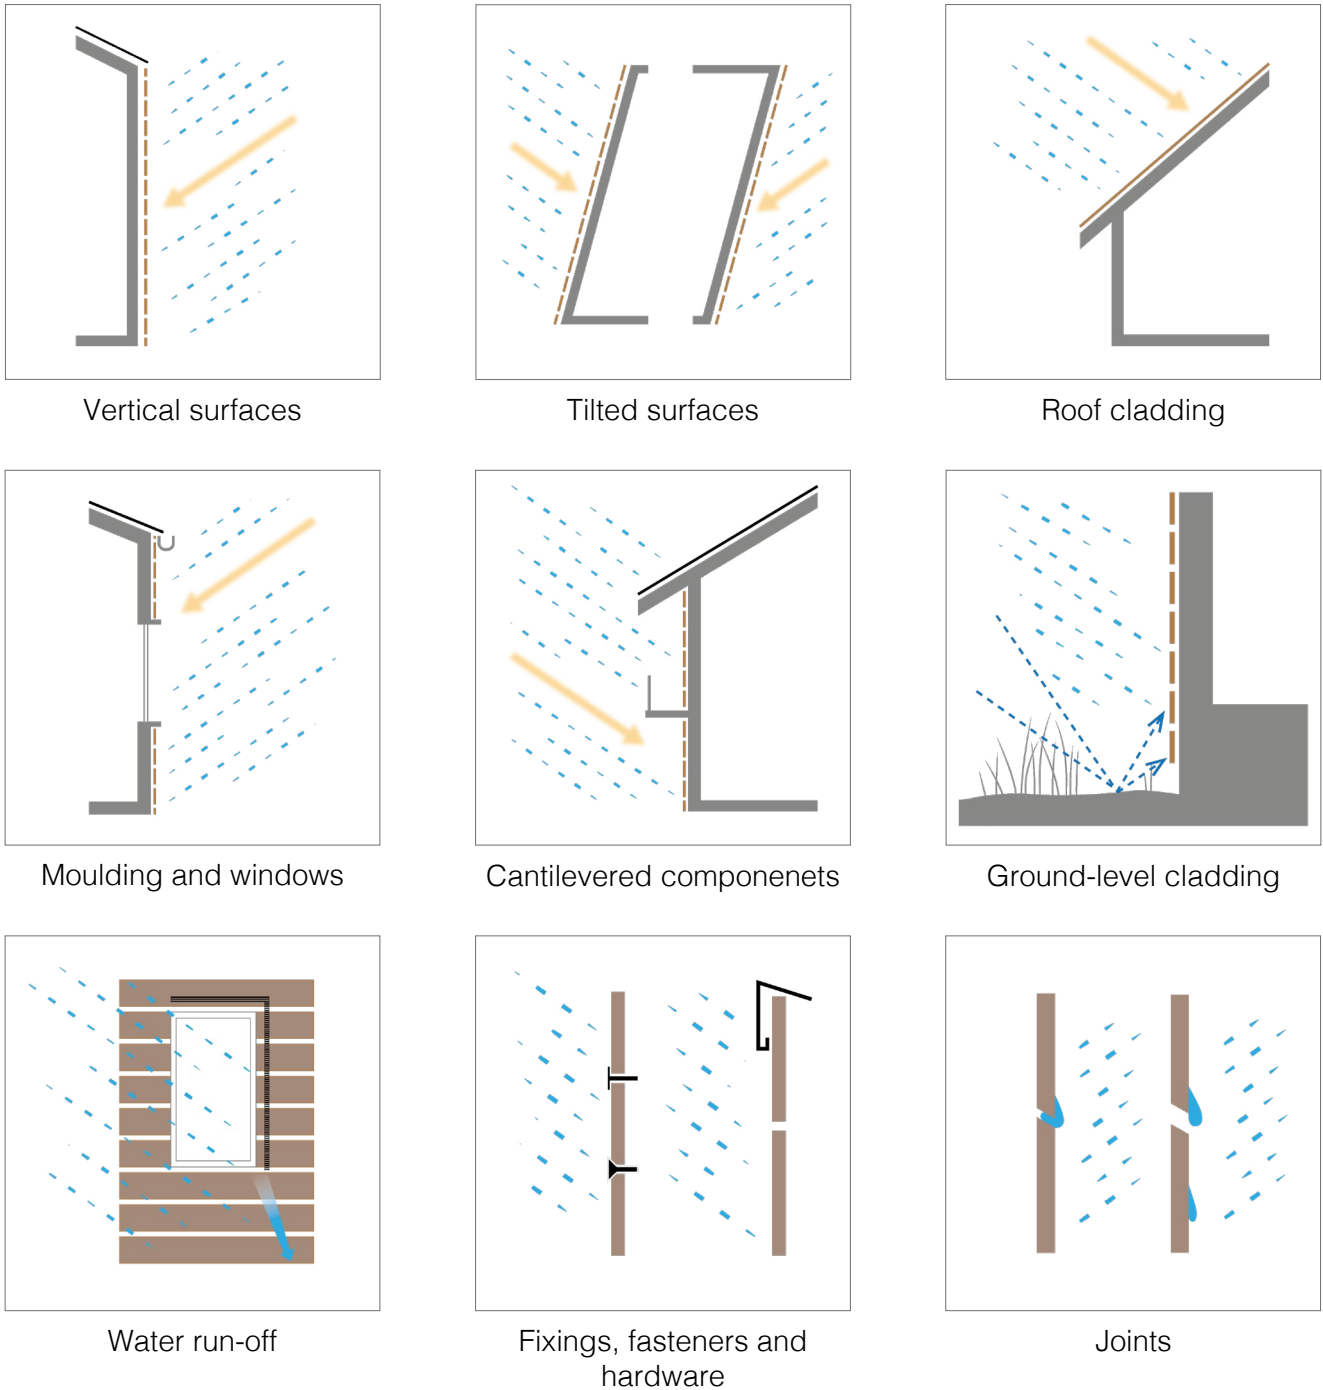 Vertical surfaces
Tilted surfaces
Roof cladding
Moulding and windows
Cantilevered componenets
Ground-level cladding
Water run-off
Fixings, fasteners and
hardware
Joints